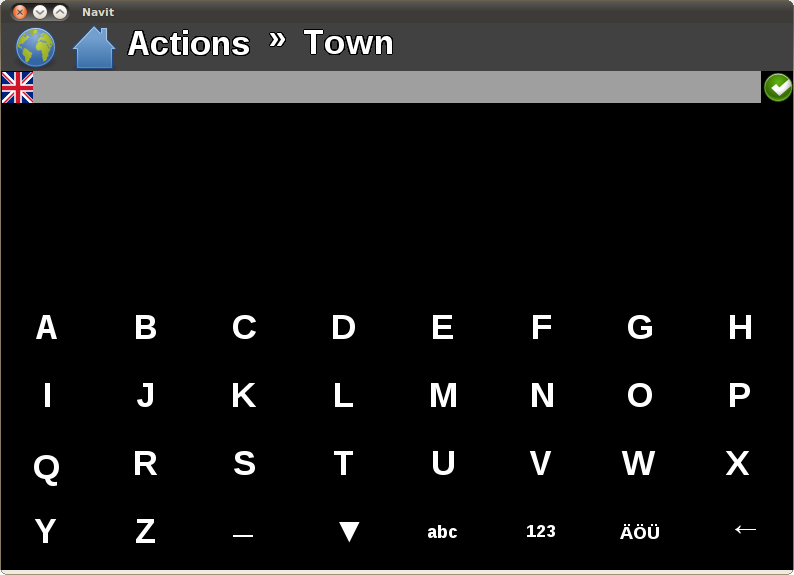 Navit
Actions » Town
A B C D E F G H
I J K L M N O P
Q R S T U V W X
Y Z _ ▼ abc 123 ÄÖÜ ←